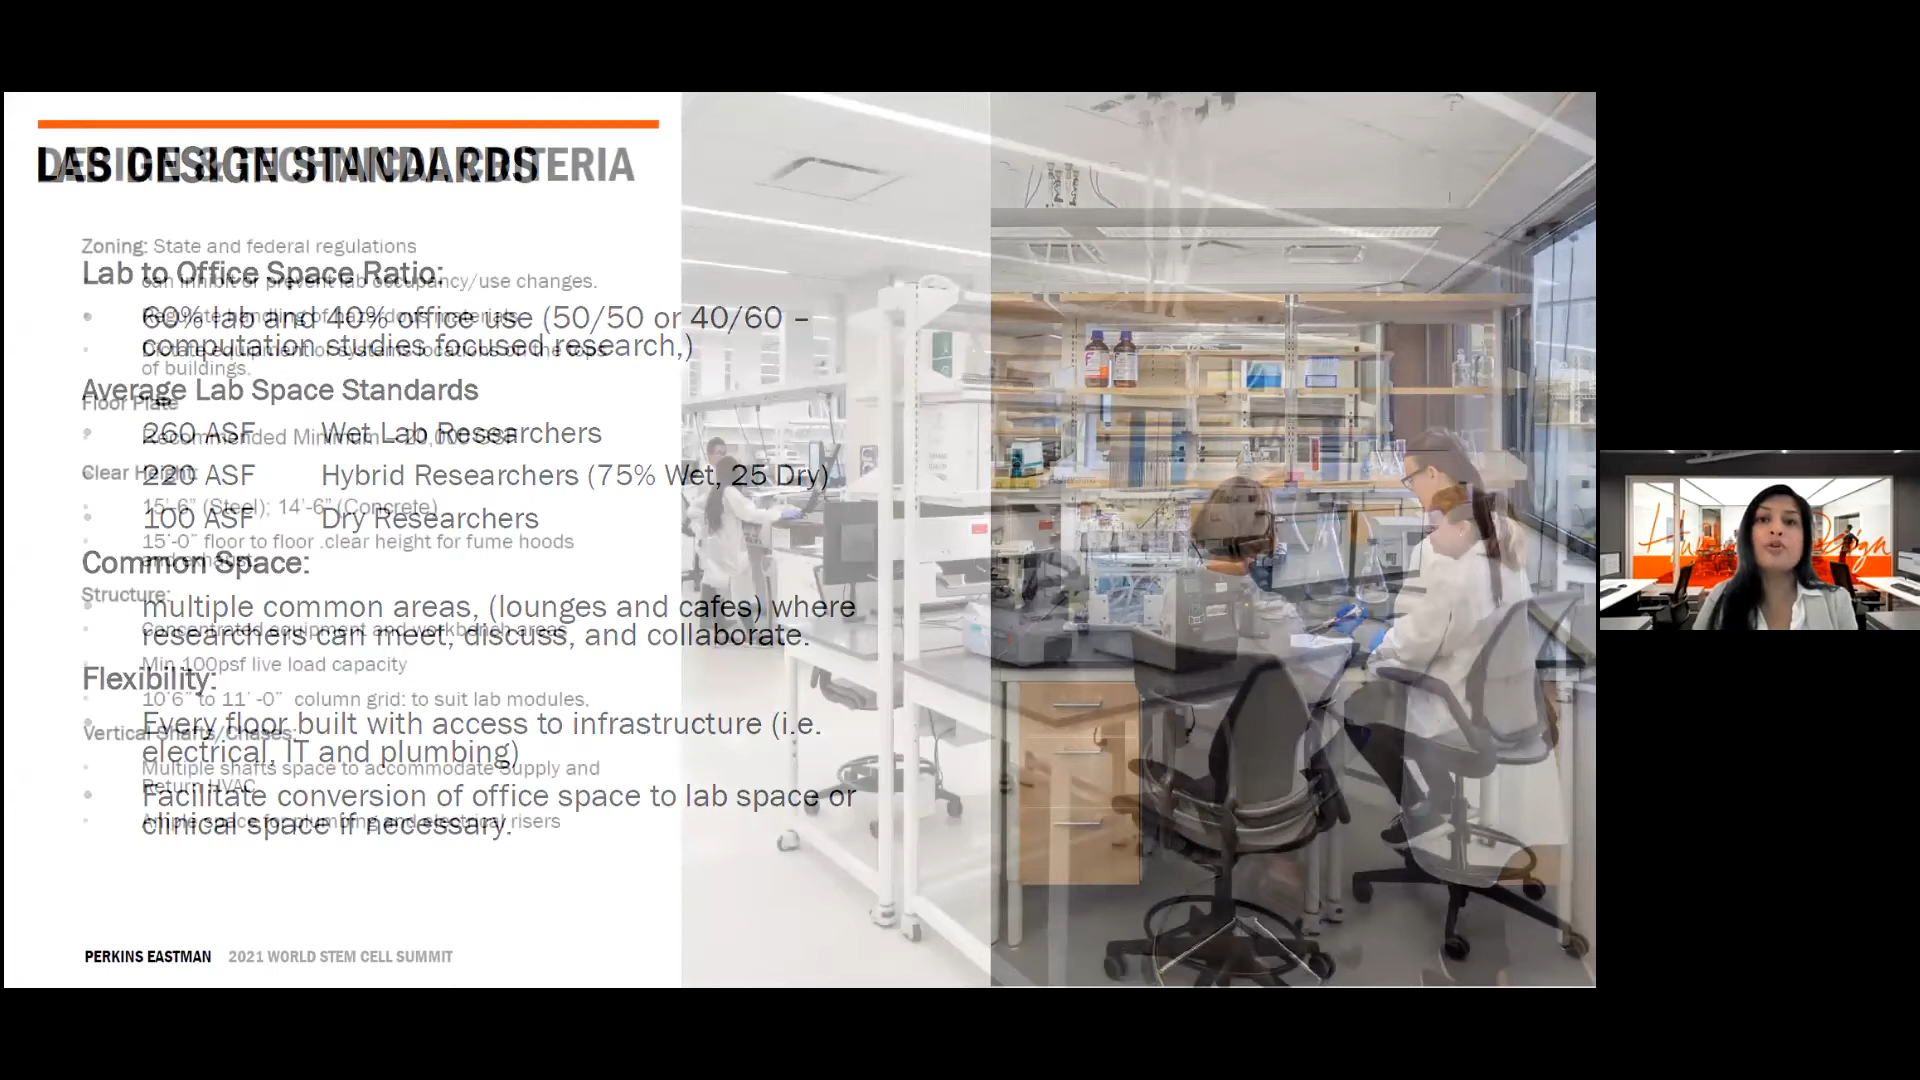 LAB DESIGN STANDARDS
DESIGN & TECHNICAL CRITERIA
Zoning: State and federal regulations
can inhibit or prevent lab occupancy/use changes.
Lab to Office Space Ratio:
60% lab and 40% office use (50/50 or 40/60 –
computation studies focused research,)
of buildings.
Average Lab Space Standards
Floor Plate
260 ASF Wet Lab Researchers
Recommended Minimum
Clear Height:
220 ASF Hybrid Researchers (75% Wet, 25 Dry)
15'-6" (Steel); 14'-6" (Concrete)
100 ASF Dry Researchers
15'-0" floor to floor .clear height for fume hoods
and exhaust.
Common Space:
Structure:
multiple common areas, (lounges and cafes) where
researchers can meet, discuss, and collaborate.
Concentrated equipment and workbench areas
Min 100psf live load capacity
Flexibility:
10'6" to 11' -0" column grid: to suit lab modules,
Every floor built with access to infrastructure (i.e.
electrical, IT and plumbing)
Vertical Shafts/Chases:
Multiple shafts space to accommodate Supply and
Return HVAC
Facilitate conversion of office space to lab space or
clinical space if necessary.
Ample space for plumbing and electrical risers
PERKINS EASTMAN 2021 WORLD STEM CELL SUMMIT
Human Design